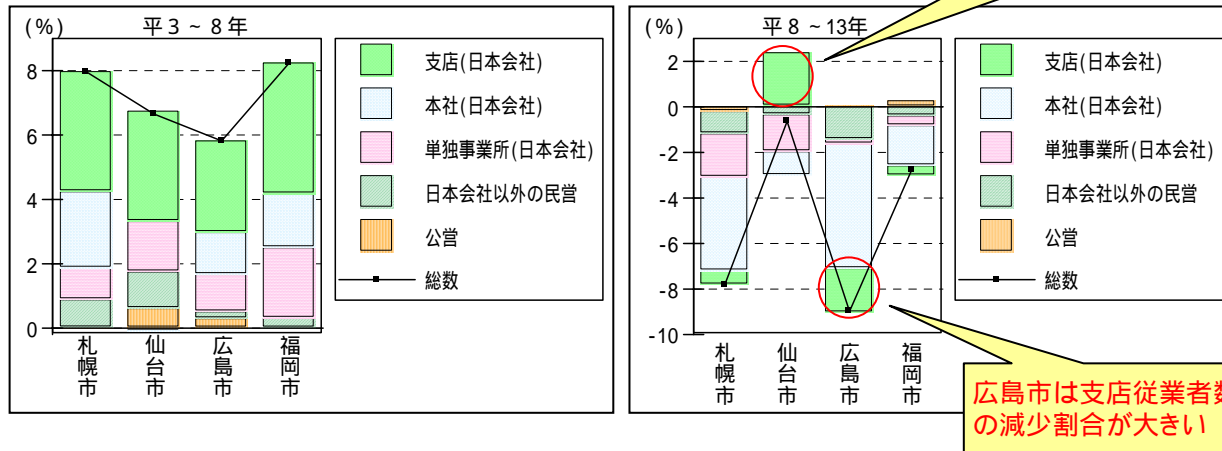 (%)
平3~8年
8
6
4
2
0
札幌市
仙台市
広島市
福岡市
支店(日本会社)
本社(日本会社)
単独事業所(日本会社)
日本会社以外の民営
公営
総数
(%)
平8~13年
2
0
-2
-4
-6
-8
-10
札幌市
仙台市
広島市
福岡市
支店(日本会社)
本社(日本会社)
単独事業所(日本会社)
日本会社以外の民営
公営
総数
広島市は支店従業者数
の減少割合が大きい